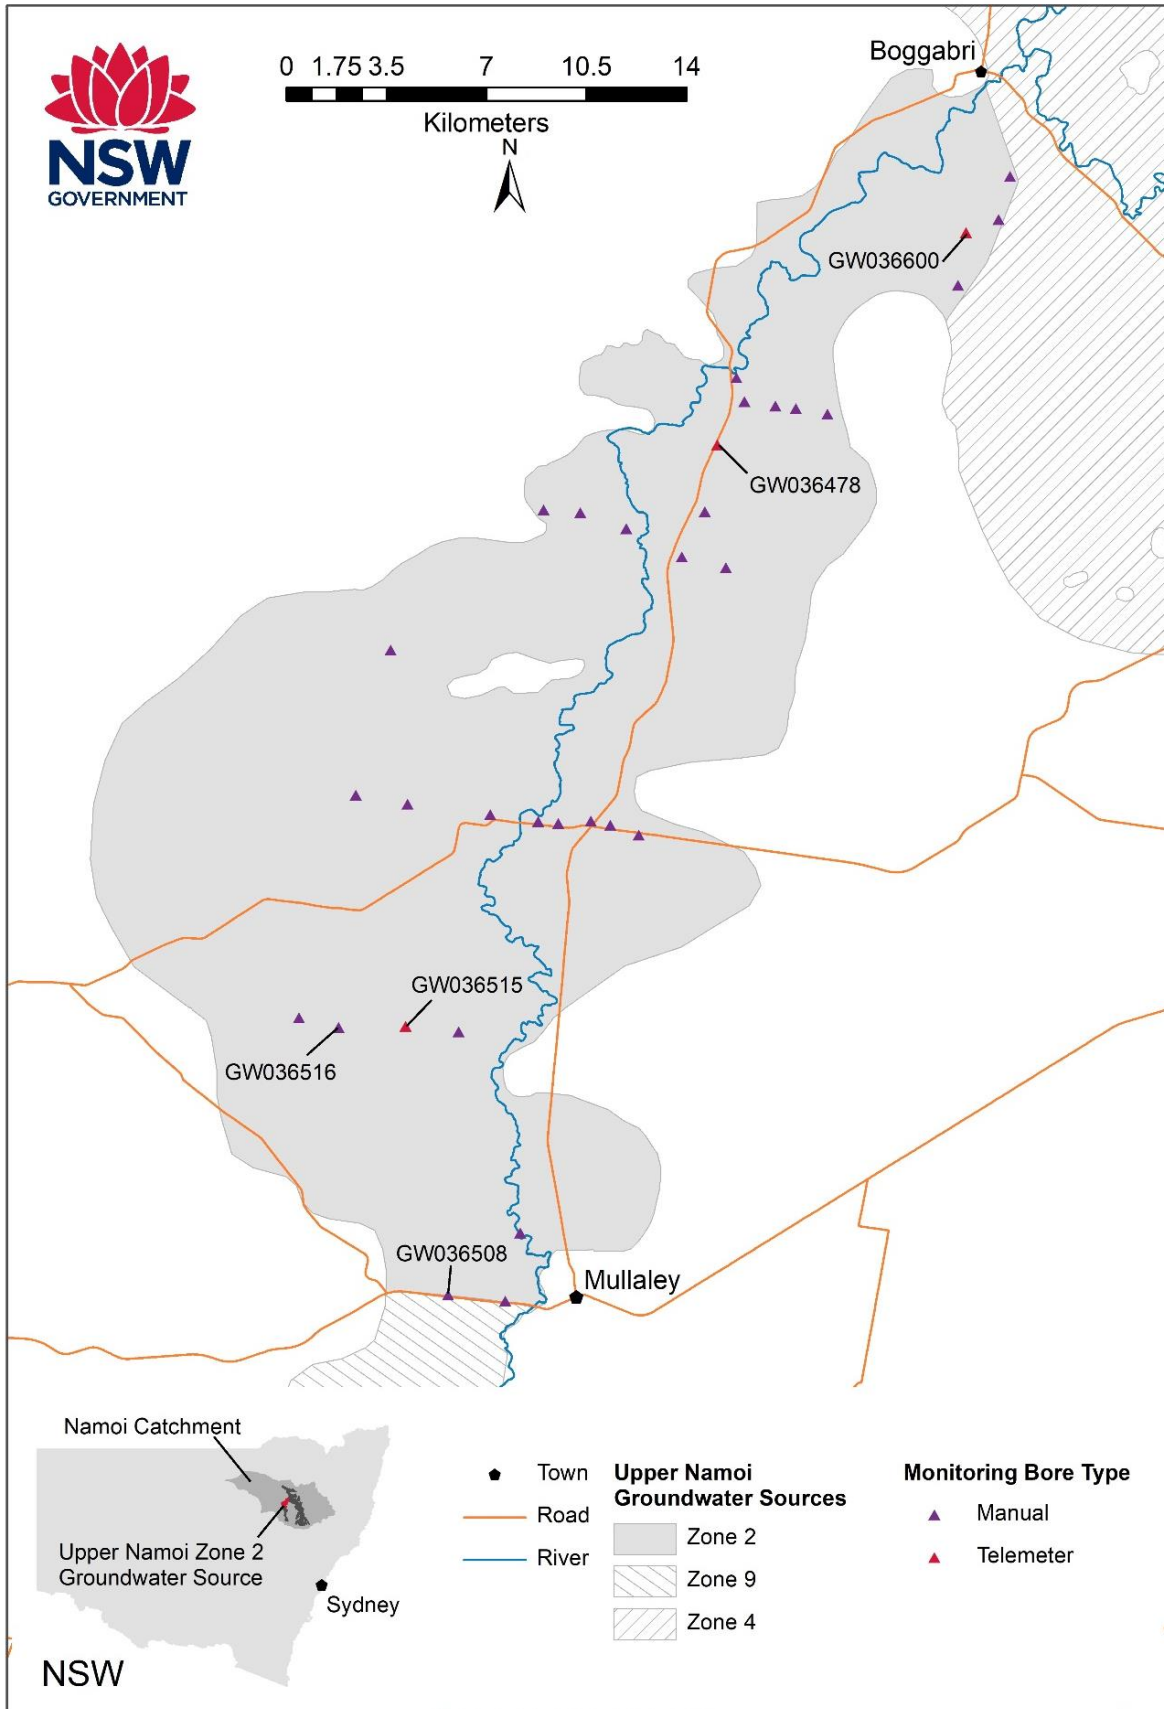 NSW
GOVERNMENT
0 1.75 3.5 7 10.5 14
Kilometers
N
Boggabri
GW036600
GW036478
GW036515
GW036516
GW036508
Mullaley
Namoi Catchment
Upper Namoi Zone 2
Groundwater Source
Sydney
NSW
Town
Road
River
Upper Namoi
Groundwater Sources
Zone 2
Zone 9
Zone 4
Monitoring Bore Type
Manual
Telemeter